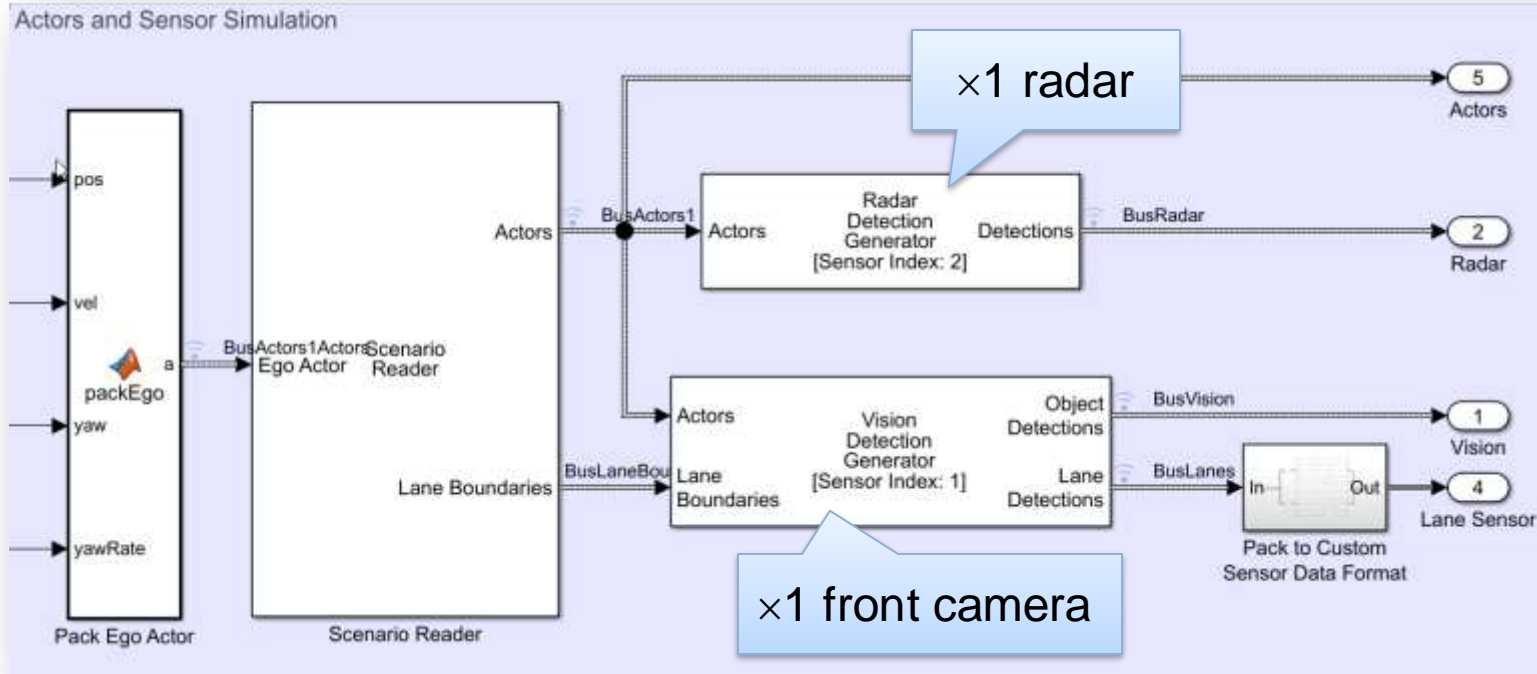 Actors and Sensor Simulation
×1 radar
5
Actors
pos
Radar
Detection
Generator
[Sensor Index: 2]
Actors
Detections
BusActors1
BusRadar
2
Radar
Actors
vel
BusActors1Actors
Ego Actor
Scenario
Reader
a
packEgo
yaw
Actors
Vision
Detection
Generator
[Sensor Index: 1]
Object
Detections
BusVision
1
Vision
Lane Boundaries
BusLaneBou
Lane
Boundaries
Lane
Detections
BusLanes
In
Out
4
Lane Sensor
Pack to Custom
Sensor Data Format
yawRate
×1 front camera
Pack Ego Actor
Scenario Reader